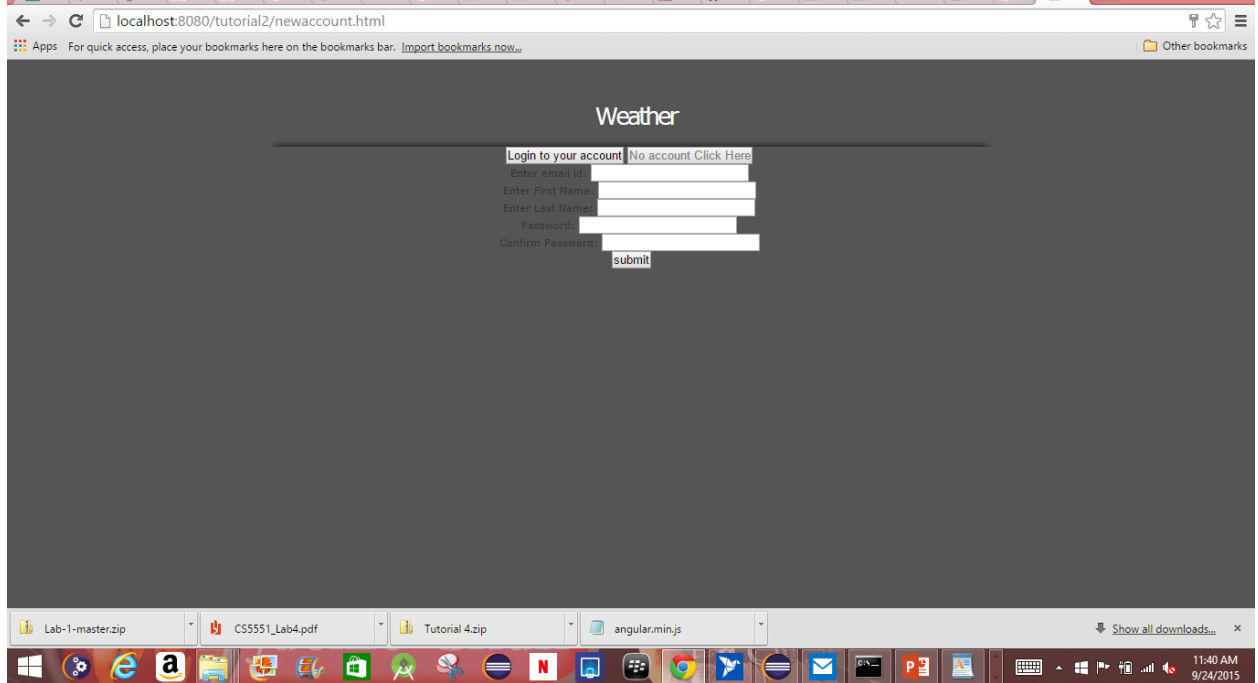 localhost:8080/tutorial2/newaccount.html
Apps For quick access, place your bookmarks here on the bookmarks bar. Import bookmarks now... Other bookmarks
Weather
Login to your account No account Click Here
Enter email id:
Enter First Name:
Enter Last Name:
Password:
Confirm Password:
submit
Lab-1-master.zip CS5551_Lab4.pdf Tutorial 4.zip angular.min.js Show all downloads...
11:40 AM
9/24/2015